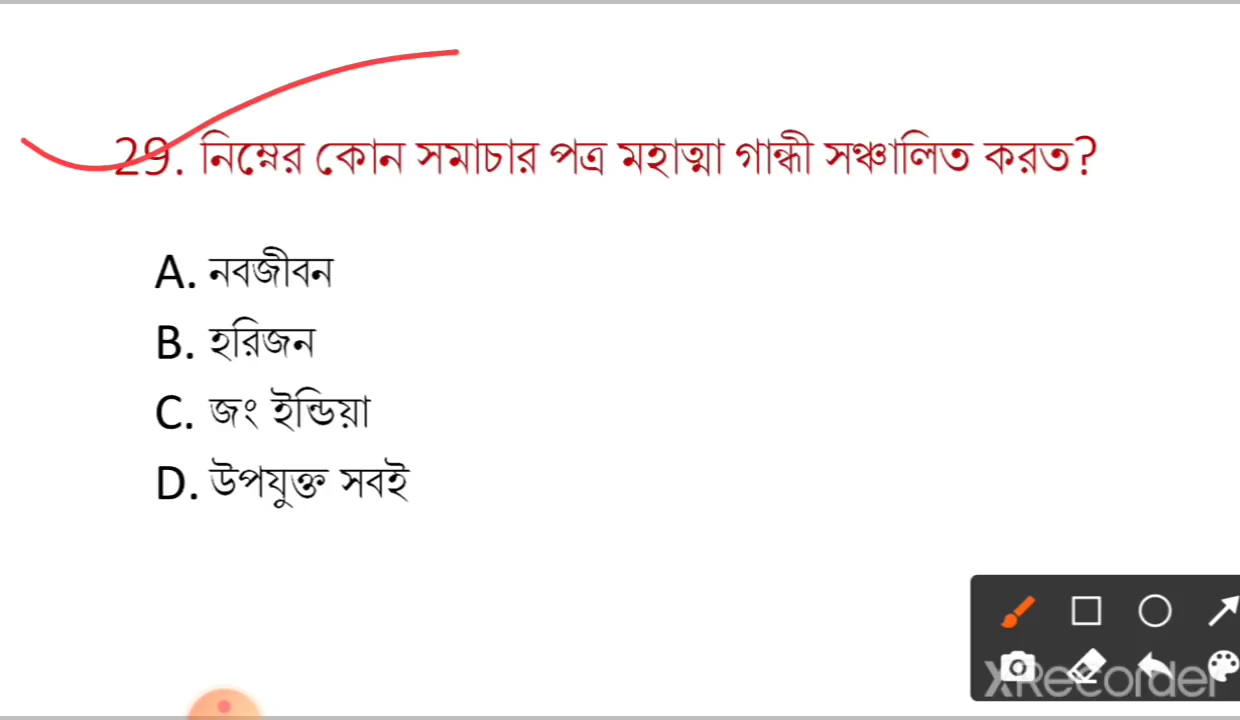 29. নিম্নের কোন সমাচার পত্র মহাত্মা গান্ধী সঞ্চালিত করত?
A. নবজীবন
B. হরিজন
C. জং ইন্ডিয়া
D. উপযুক্ত সবই
XRecorder